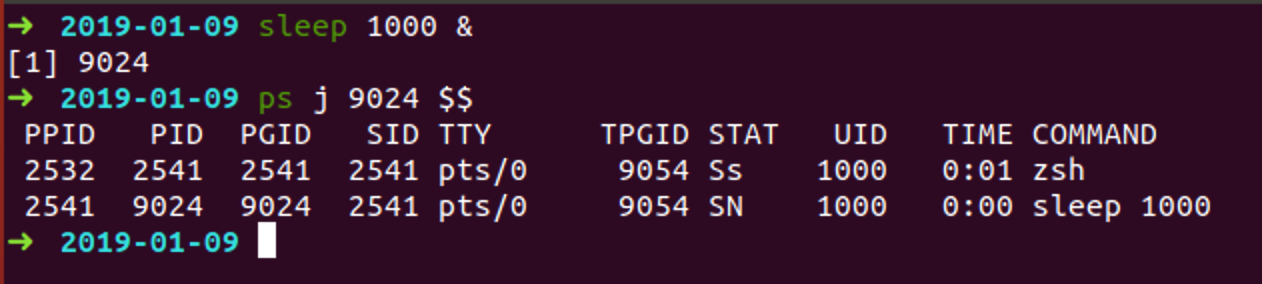 ➜ 2019-01-09 sleep 1000 &
[1] 9024
➜ 2019-01-09 ps j 9024 $$
PPID PID PGID SID TTY TPGID STAT UID TIME COMMAND
2532 2541 2541 2541 pts/0 9054 Ss 1000 0:01 zsh
2541 9024 9024 2541 pts/0 9054 SN 1000 0:00 sleep 1000
➜ 2019-01-09